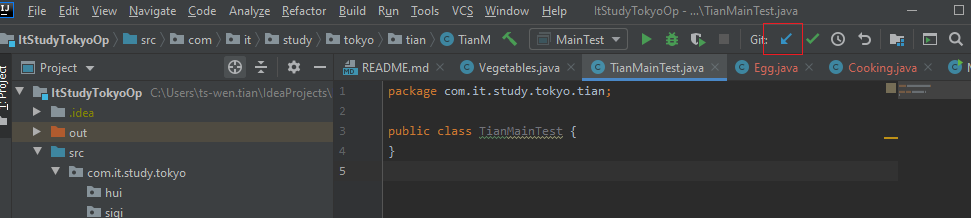 IJ File Edit View Navigate Code Analyze Refactor Build Run Tools VCS Window Help ItStudyTokyoOp - ...\TianMainTest.java
ItStudyTokyoOp src com it study tokyo tian TianM MainTest Git:
1: Project
Project README.md Vegetables.java TianMainTest.java Egg.java Cooking.java
ItStudyTokyoOp C:\Users\ts-wen.tian\IdeaProjects\
.idea
out
src
com.it.study.tokyo
hui
siqi
1 package com.it.study.tokyo.tian;
2
3 public class TianMainTest {
4 }
5